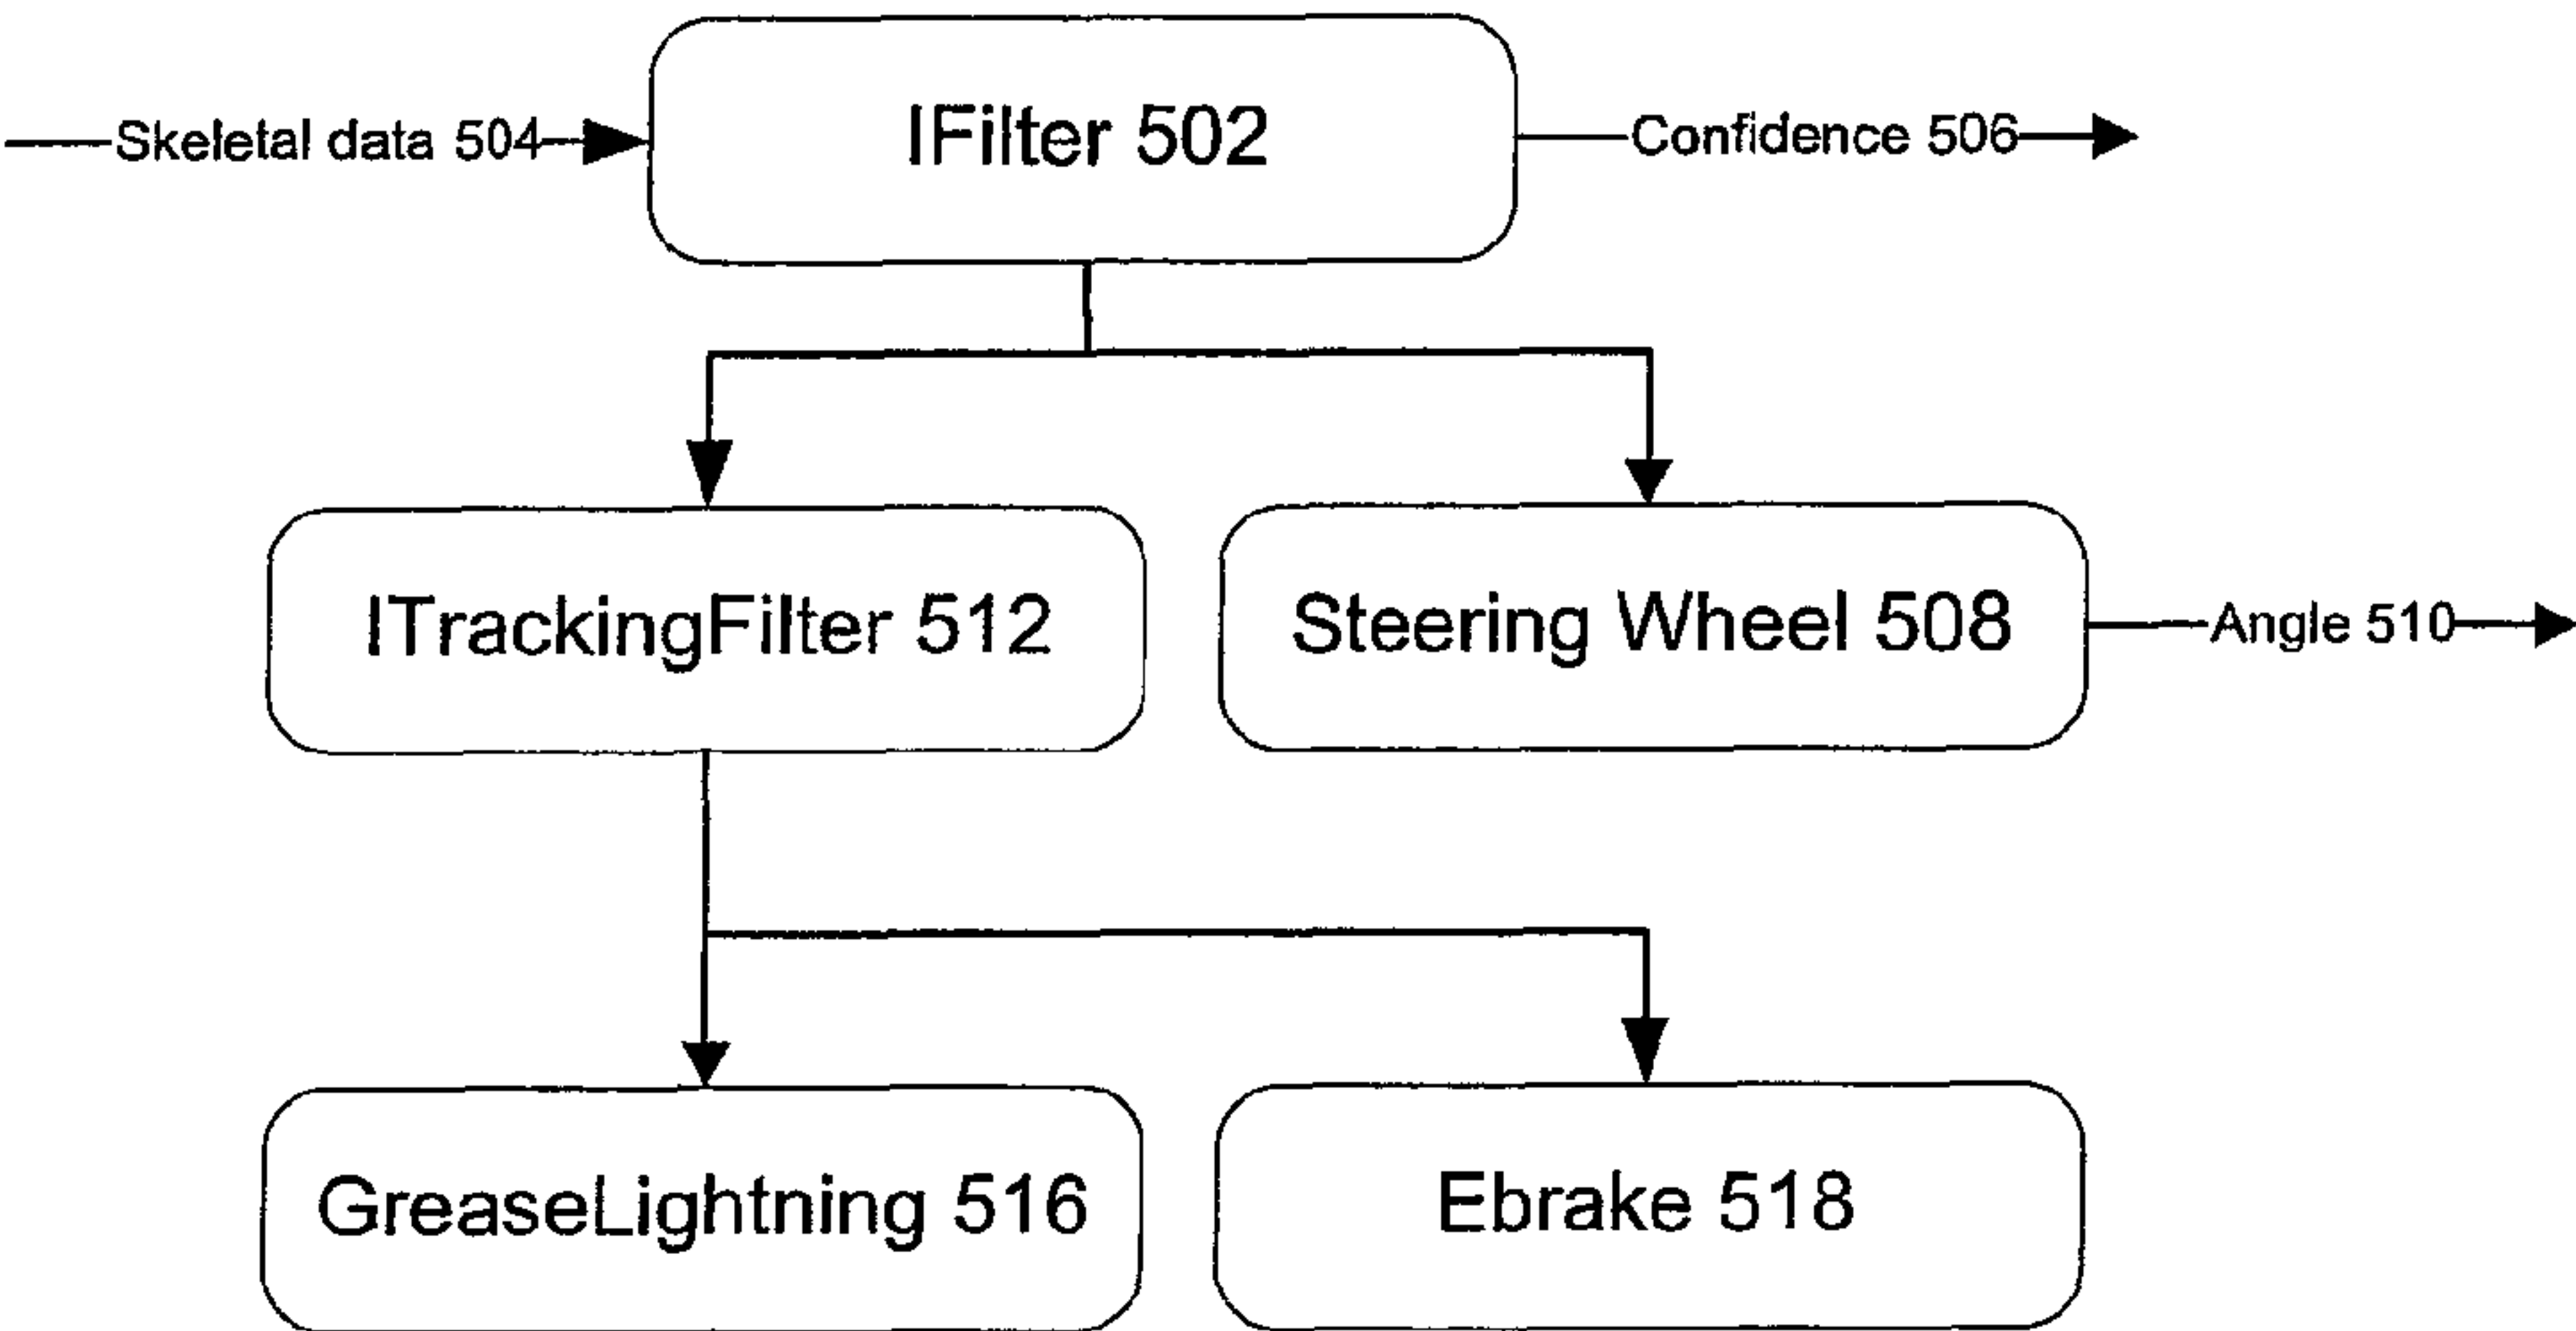 Skeletal data 504
IFilter 502
Confidence 506
ITrackingFilter 512
Steering Wheel 508
Angle 510
GreaseLightning 516
Ebrake 518